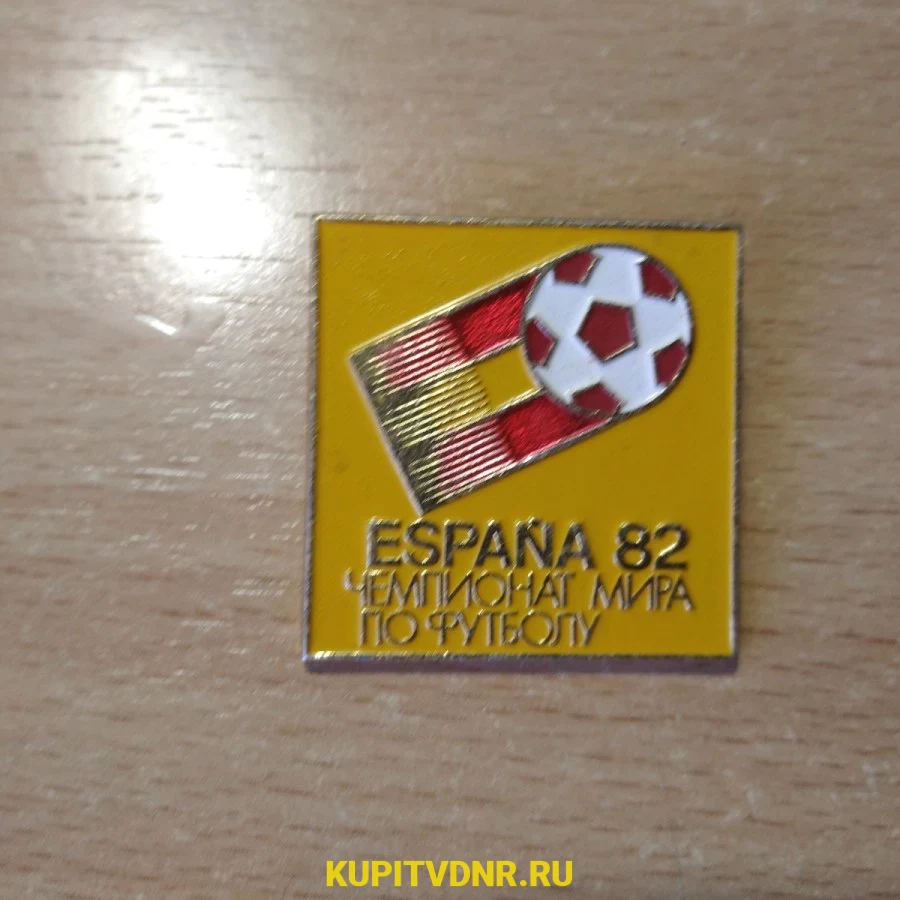 ESPAÑA 82
ЧЕМПИОНАТ МИРА
ПО ФУТБОЛУ
KUPITVDNR.RU